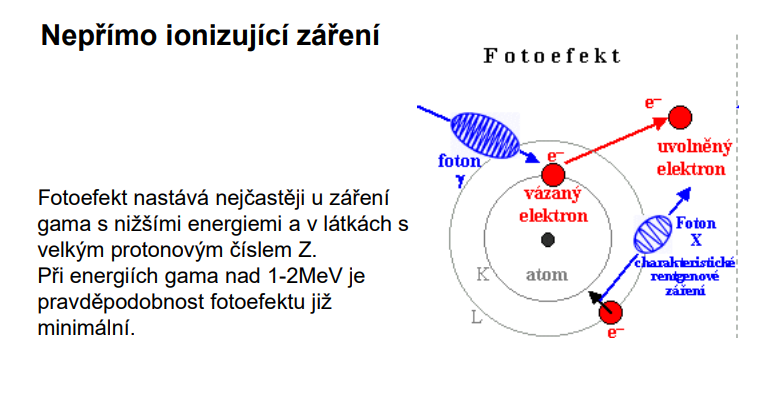 Nepřímo ionizující záření
Fotoefekt nastává nejčastěji u záření
gama s nižšími energiemi a v látkách s
velkým protonovým číslem Z.
Při energiích gama nad 1-2MeV je
pravděpodobnost fotoefektu již
minimální.
Fotoefekt
e⁻
foton
γ
e⁻
uvolněný
elektron
vázaný
elektron
Foton
X
charakteristické
rentgenové
záření
K
atom
L
e⁻